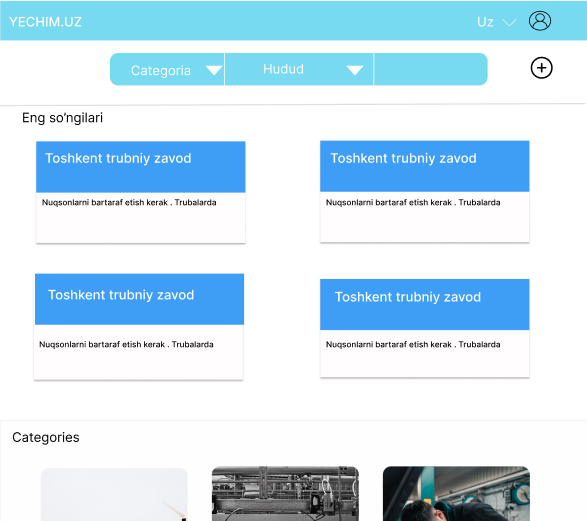 YECHIM.UZ
Uz
Categoria
Hudud
Eng so’ngilari
Toshkent trubniy zavod
Nuqsonlarni bartaraf etish kerak . Trubalarda
Toshkent trubniy zavod
Nuqsonlarni bartaraf etish kerak . Trubalarda
Toshkent trubniy zavod
Nuqsonlarni bartaraf etish kerak . Trubalarda
Toshkent trubniy zavod
Nuqsonlarni bartaraf etish kerak . Trubalarda
Categories